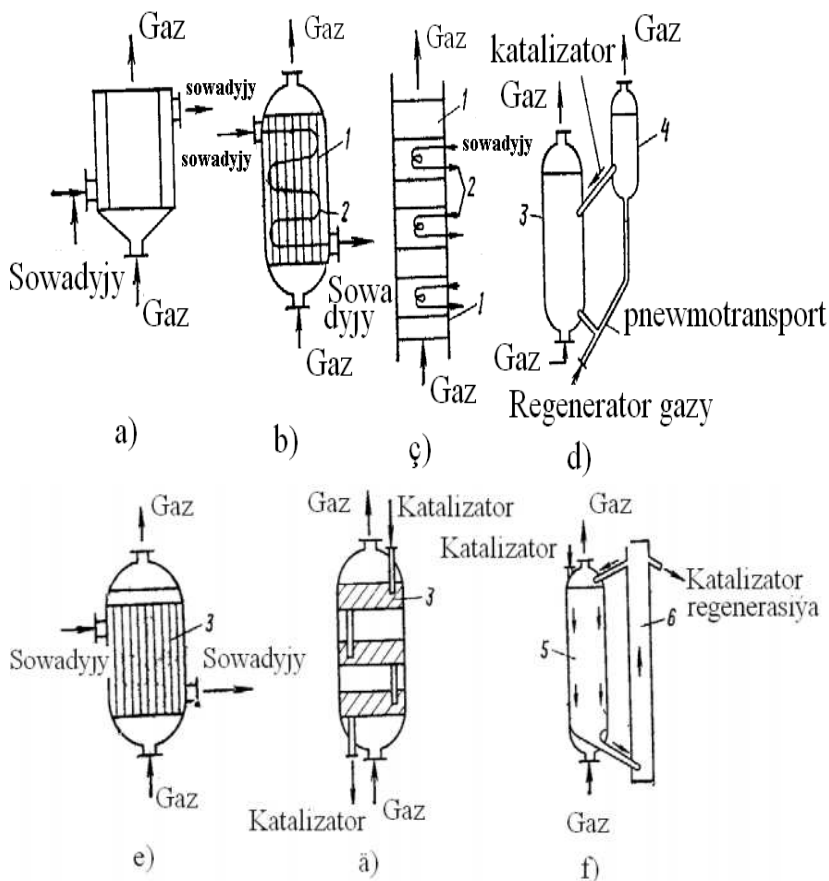 Gaz
sowadyjy
Sowadyjy
Gaz
a)
Gaz
sowadyjy
1
2
Sowa
dyjy
Gaz
b)
Gaz
1
sowadyjy
2
1
Gaz
ç)
Gaz
katalizator
Gaz
4
3
pnewmotransport
Gaz
Regenerator gazy
d)
Gaz
3
Sowadyjy
Sowadyjy
Gaz
e)
Gaz
Katalizator
3
Katalizator
Gaz
ä)
Gaz
Katalizator
Katalizator
regenerasiýa
5
6
Gaz
f)